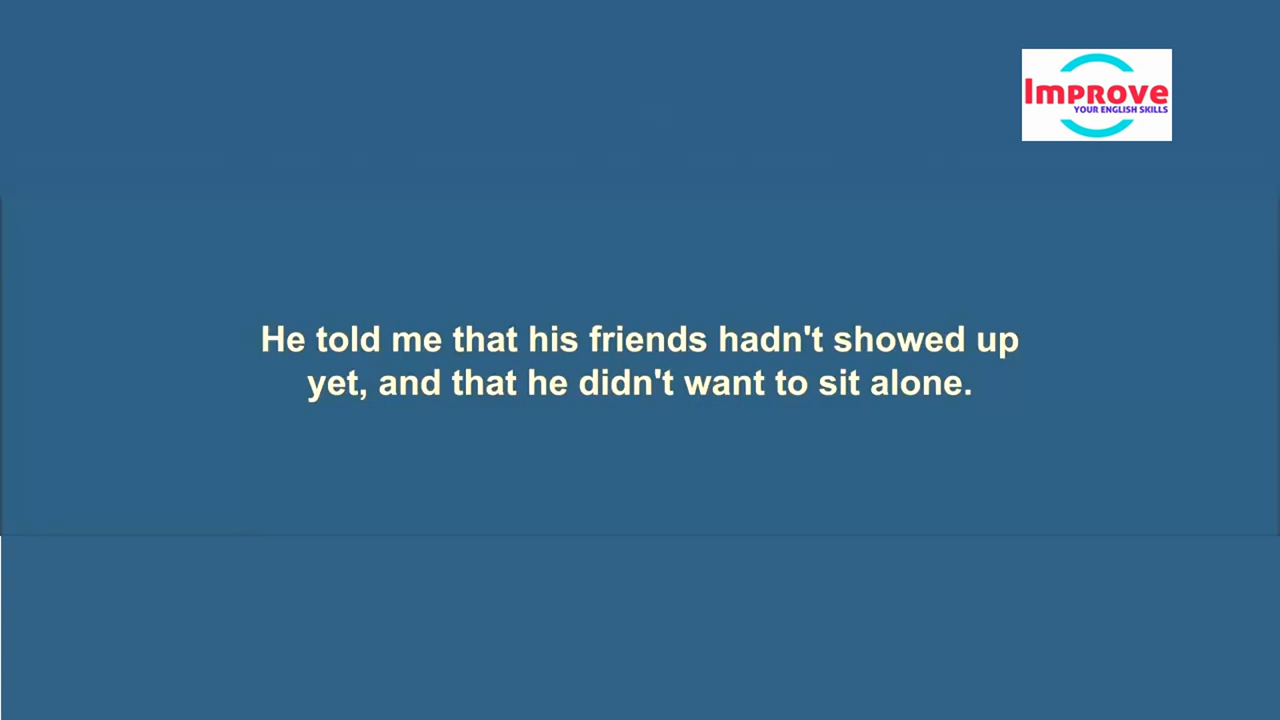 Improve
YOUR ENGLISH SKILLS
He told me that his friends hadn't showed up
yet, and that he didn't want to sit alone.